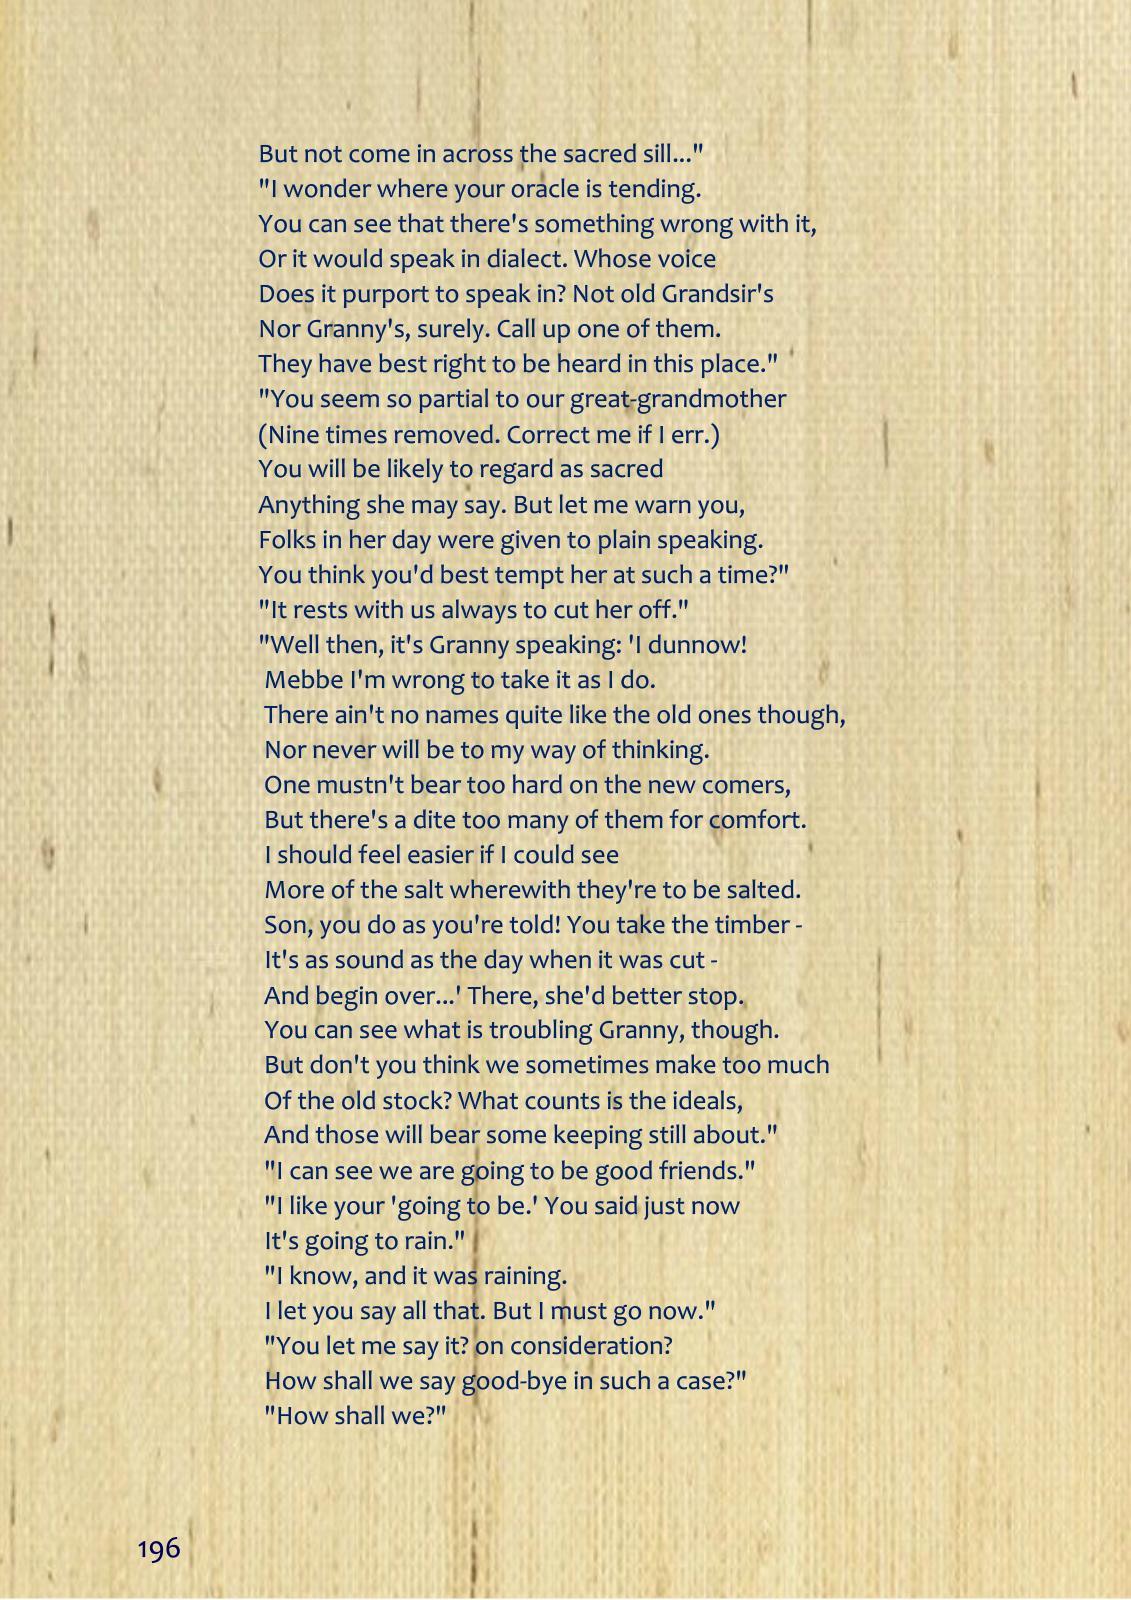 But not come in across the sacred sill..."
"I wonder where your oracle is tending.
You can see that there's something wrong with it,
Or it would speak in dialect. Whose voice
Does it purport to speak in? Not old Grandsir's
Nor Granny's, surely. Call up one of them.
They have best right to be heard in this place."
"You seem so partial to our great-grandmother
(Nine times removed. Correct me if I err.)
You will be likely to regard as sacred
Anything she may say. But let me warn you,
Folks in her day were given to plain speaking.
You think you'd best tempt her at such a time?"
"It rests with us always to cut her off."
"Well then, it's Granny speaking: 'I dunnow!
Mebbe I'm wrong to take it as I do.
There ain't no names quite like the old ones though,
Nor never will be to my way of thinking.
One mustn't bear too hard on the new comers,
But there's a dite too many of them for comfort.
I should feel easier if I could see
More of the salt wherewith they're to be salted.
Son, you do as you're told! You take the timber -
It's as sound as the day when it was cut -
And begin over...' There, she'd better stop.
You can see what is troubling Granny, though.
But don't you think we sometimes make too much
Of the old stock? What counts is the ideals,
And those will bear some keeping still about."
"I can see we are going to be good friends."
"I like your 'going to be.' You said just now
It's going to rain."
"I know, and it was raining.
I let you say all that. But I must go now."
"You let me say it? on consideration?
How shall we say good-bye in such a case?"
"How shall we?"
196